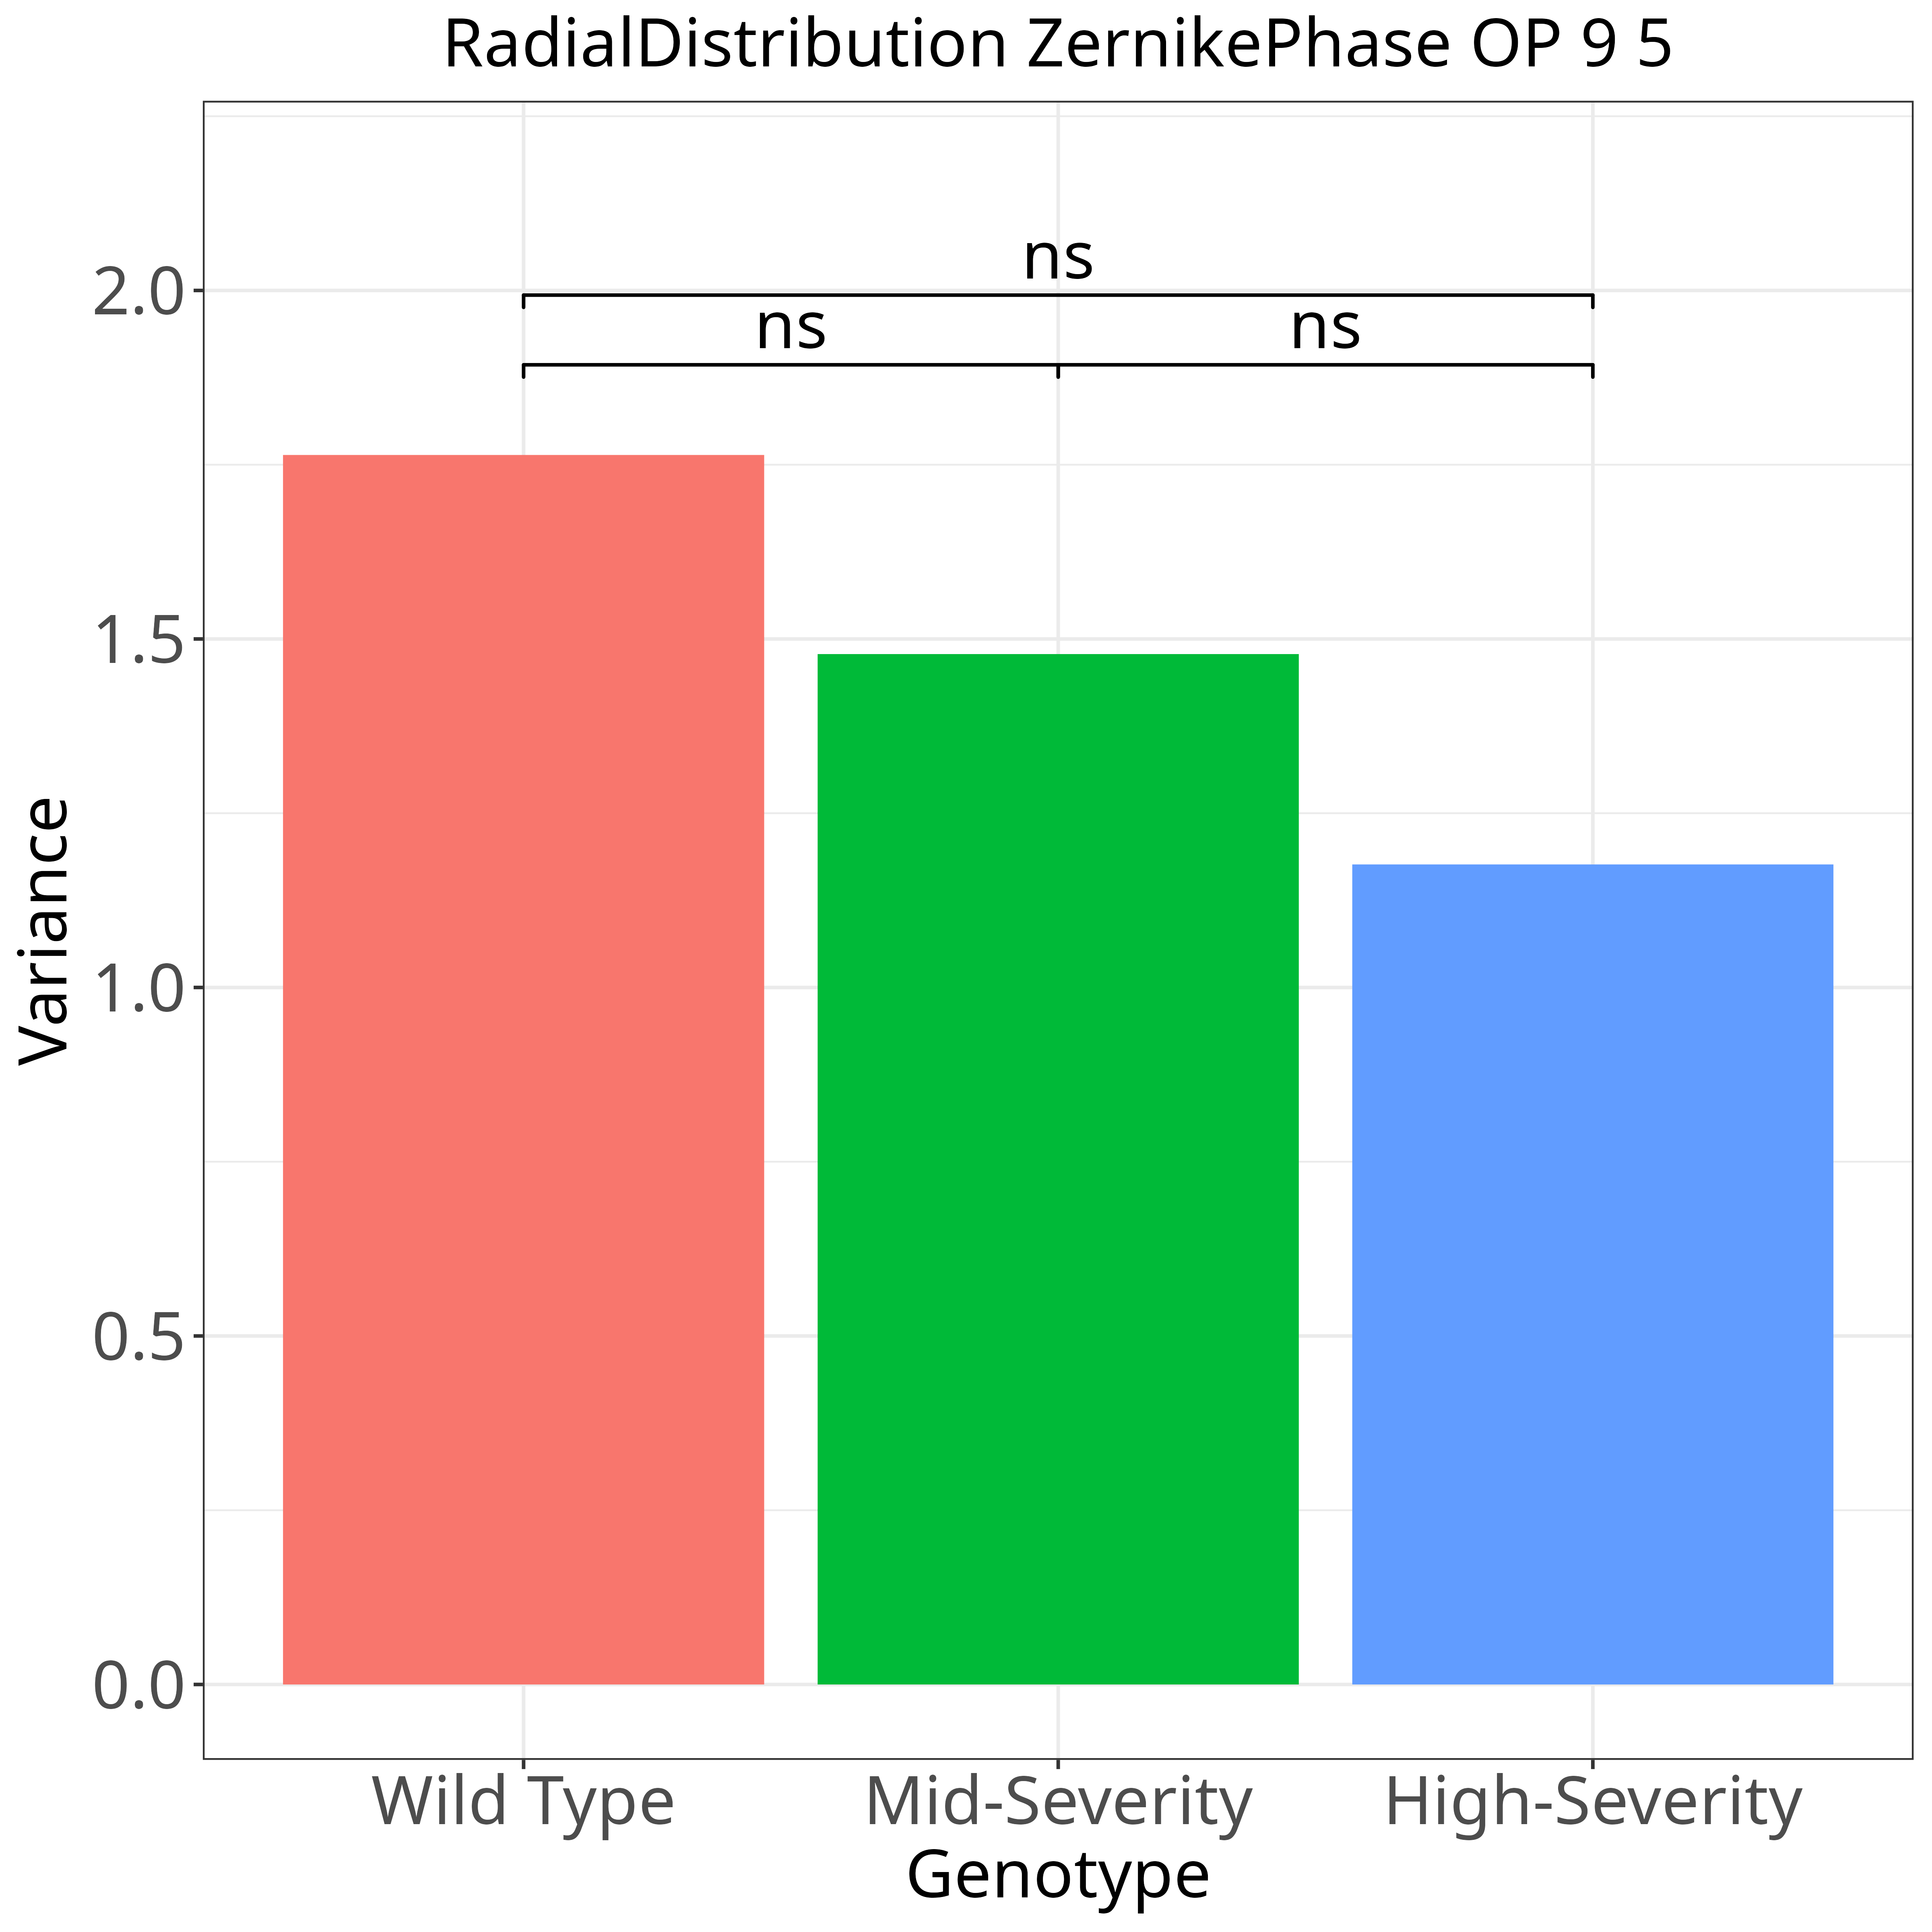 RadialDistribution ZernikePhase OP 9 5
ns
ns ns
2.0
1.5
1.0
0.5
0.0
Variance
Wild Type Mid-Severity High-Severity
Genotype